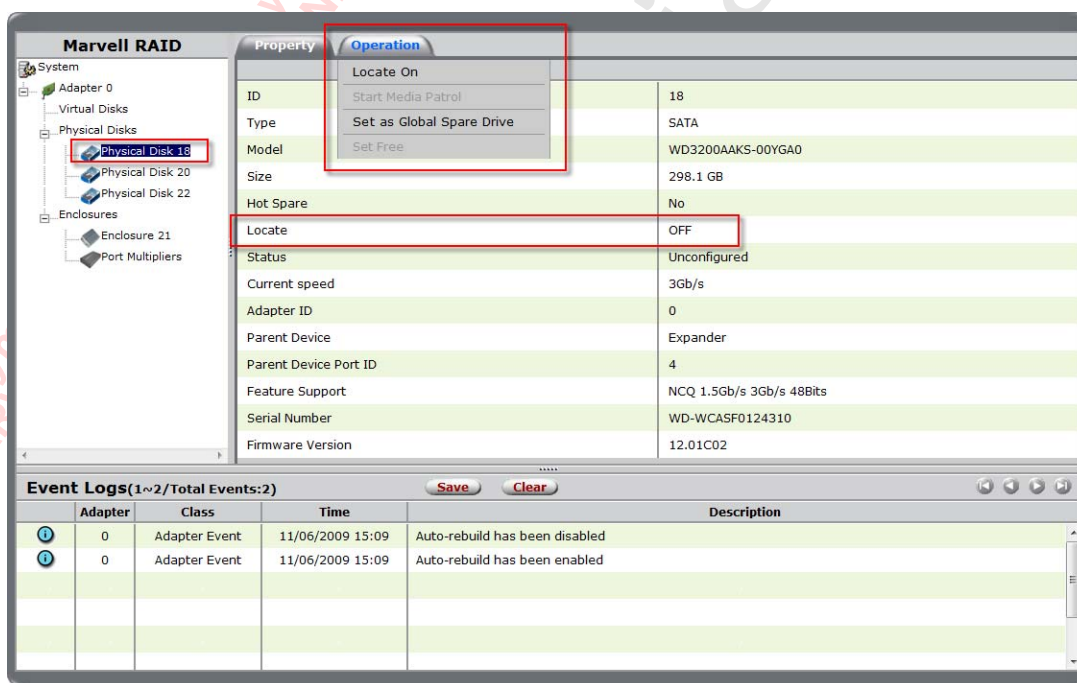 Marvell RAID
Property
Operation
System
Adapter 0
Virtual Disks
Physical Disks
Physical Disk 18
Physical Disk 20
Physical Disk 22
Enclosures
Enclosure 21
Port Multipliers
Locate On
Start Media Patrol
Set as Global Spare Drive
Set Free
ID 18
Type SATA
Model WD3200AAKS-00YGA0
Size 298.1 GB
Hot Spare No
Locate OFF
Status Unconfigured
Current speed 3Gb/s
Adapter ID 0
Parent Device Expander
Parent Device Port ID 4
Feature Support NCQ 1.5Gb/s 3Gb/s 48Bits
Serial Number WD-WCASF0124310
Firmware Version 12.01C02
Event Logs(1~2/Total Events:2) Save Clear
Adapter Class Time Description
0 Adapter Event 11/06/2009 15:09 Auto-rebuild has been disabled
0 Adapter Event 11/06/2009 15:09 Auto-rebuild has been enabled